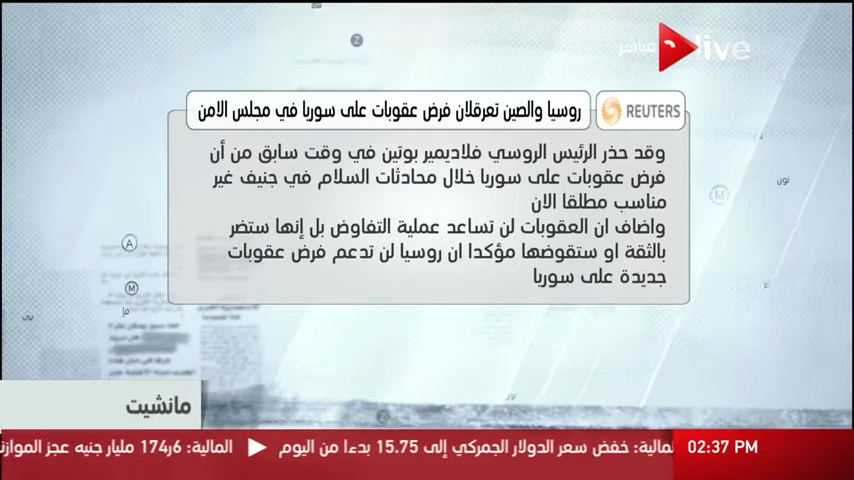 live مباشر
REUTERS
روسيا والصين تعرقلان فرض عقوبات على سوريا في مجلس الامن
وقد حذر الرئيس الروسي فلاديمير بوتين في وقت سابق من أن
فرض عقوبات على سوريا خلال محادثات السلام في جنيف غير
مناسب مطلقا الان
واضاف ان العقوبات لن تساعد عملية التفاوض بل إنها ستضر
بالثقة او ستقوضها مؤكدا ان روسيا لن تدعم فرض عقوبات
جديدة على سوريا
Z
M
نون
A
M
مانشيت
02:37 PM
المالية: خفض سعر الدولار الجمركي إلى 15.75 بدءا من اليوم
المالية: 174٫6 مليار جنيه عجز